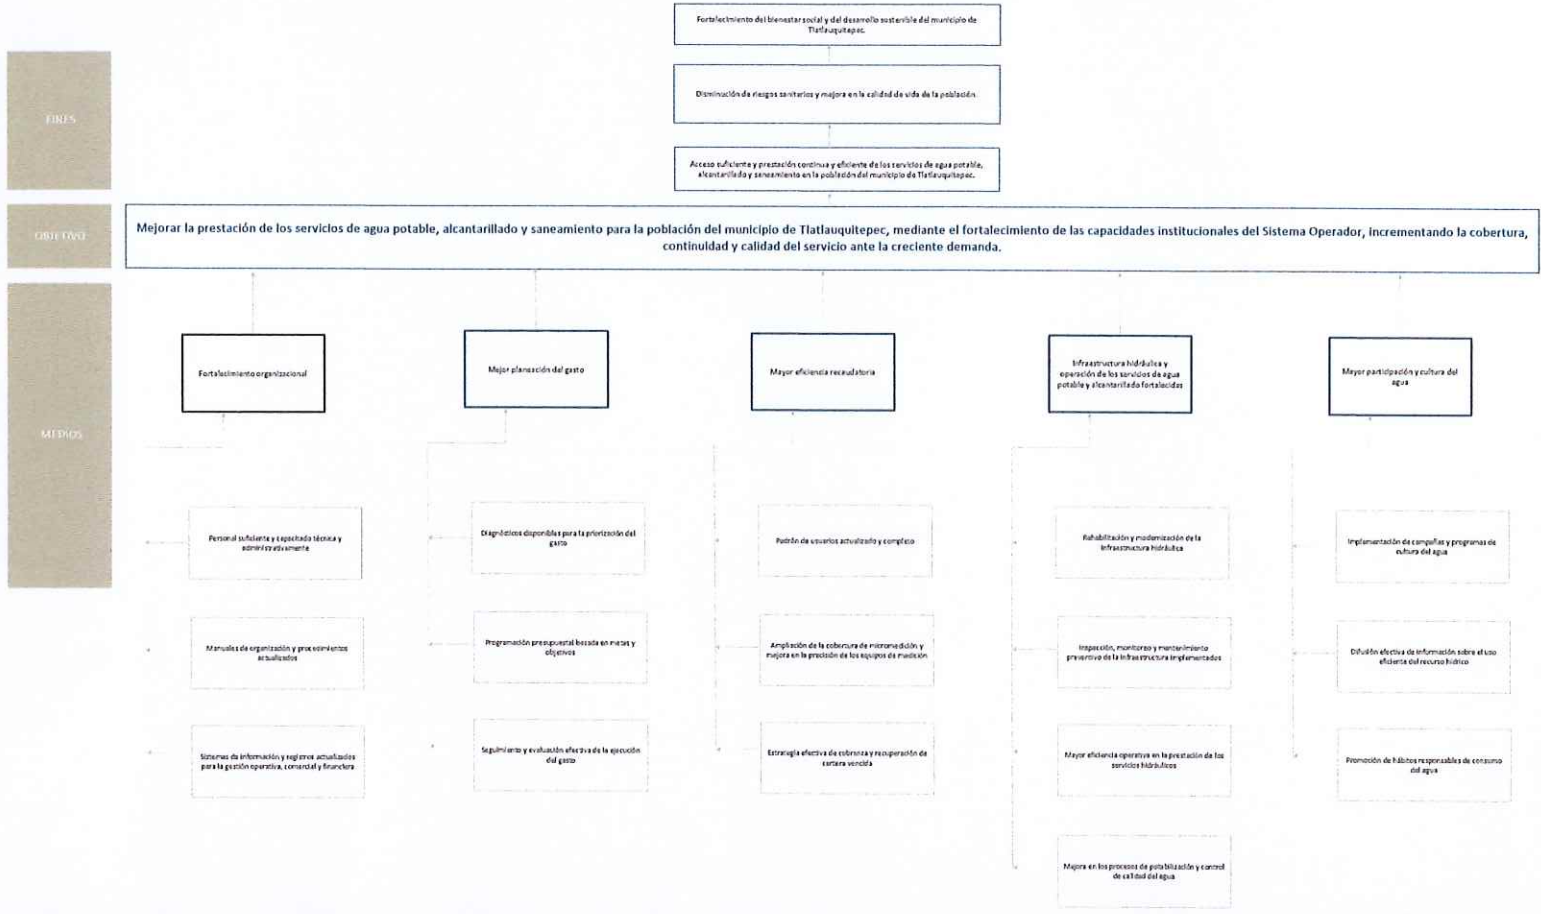 Fortalecimiento del bienestar social y del desarrollo sostenible del municipio de
Tlatlauquitepec.
FINES
Disminución de riesgos sanitarios y mejora en la calidad de vida de la población.
Acceso suficiente y prestación continua y eficiente de los servicios de agua potable,
alcantarillado y saneamiento en la población del municipio de Tlatlauquitepec.
OBJETIVO
Mejorar la prestación de los servicios de agua potable, alcantarillado y saneamiento para la población del municipio de Tlatlauquitepec, mediante el fortalecimiento de las capacidades institucionales del Sistema Operador, incrementando la cobertura,
continuidad y calidad del servicio ante la creciente demanda.
MEDIOS
Fortalecimiento organizacional
Mejor planeación del gasto
Mayor eficiencia recaudatoria
Infraestructura hidráulica y
operación de los servicios de agua
potable y alcantarillado fortalecidos
Mayor participación y cultura del
agua
Personal suficiente y capacitado técnica y
administrativamente
Diagnósticos disponibles para la priorización del
gasto
Padrón de usuarios actualizado y completo
Rehabilitación y modernización de la
infraestructura hidráulica
Implementación de campañas y programas de
cultura del agua
Manuales de organización y procedimientos
actualizados
Programación presupuestal basada en metas y
objetivos
Ampliación de la cobertura de micromedición y
mejora en la precisión de los equipos de medición
Inspección, monitoreo y mantenimiento
preventivo de la infraestructura implementados
Difusión efectiva de información sobre el uso
eficiente del recurso hídrico
Sistemas de información y registros actualizados
para la gestión operativa, comercial y financiera
Seguimiento y evaluación efectiva de la ejecución
del gasto
Estrategia efectiva de cobranza y recuperación de
cartera vencida
Mayor eficiencia operativa en la prestación de los
servicios hidráulicos
Promoción de hábitos responsables de consumo
del agua
Mejora en los procesos de potabilización y control
de calidad del agua